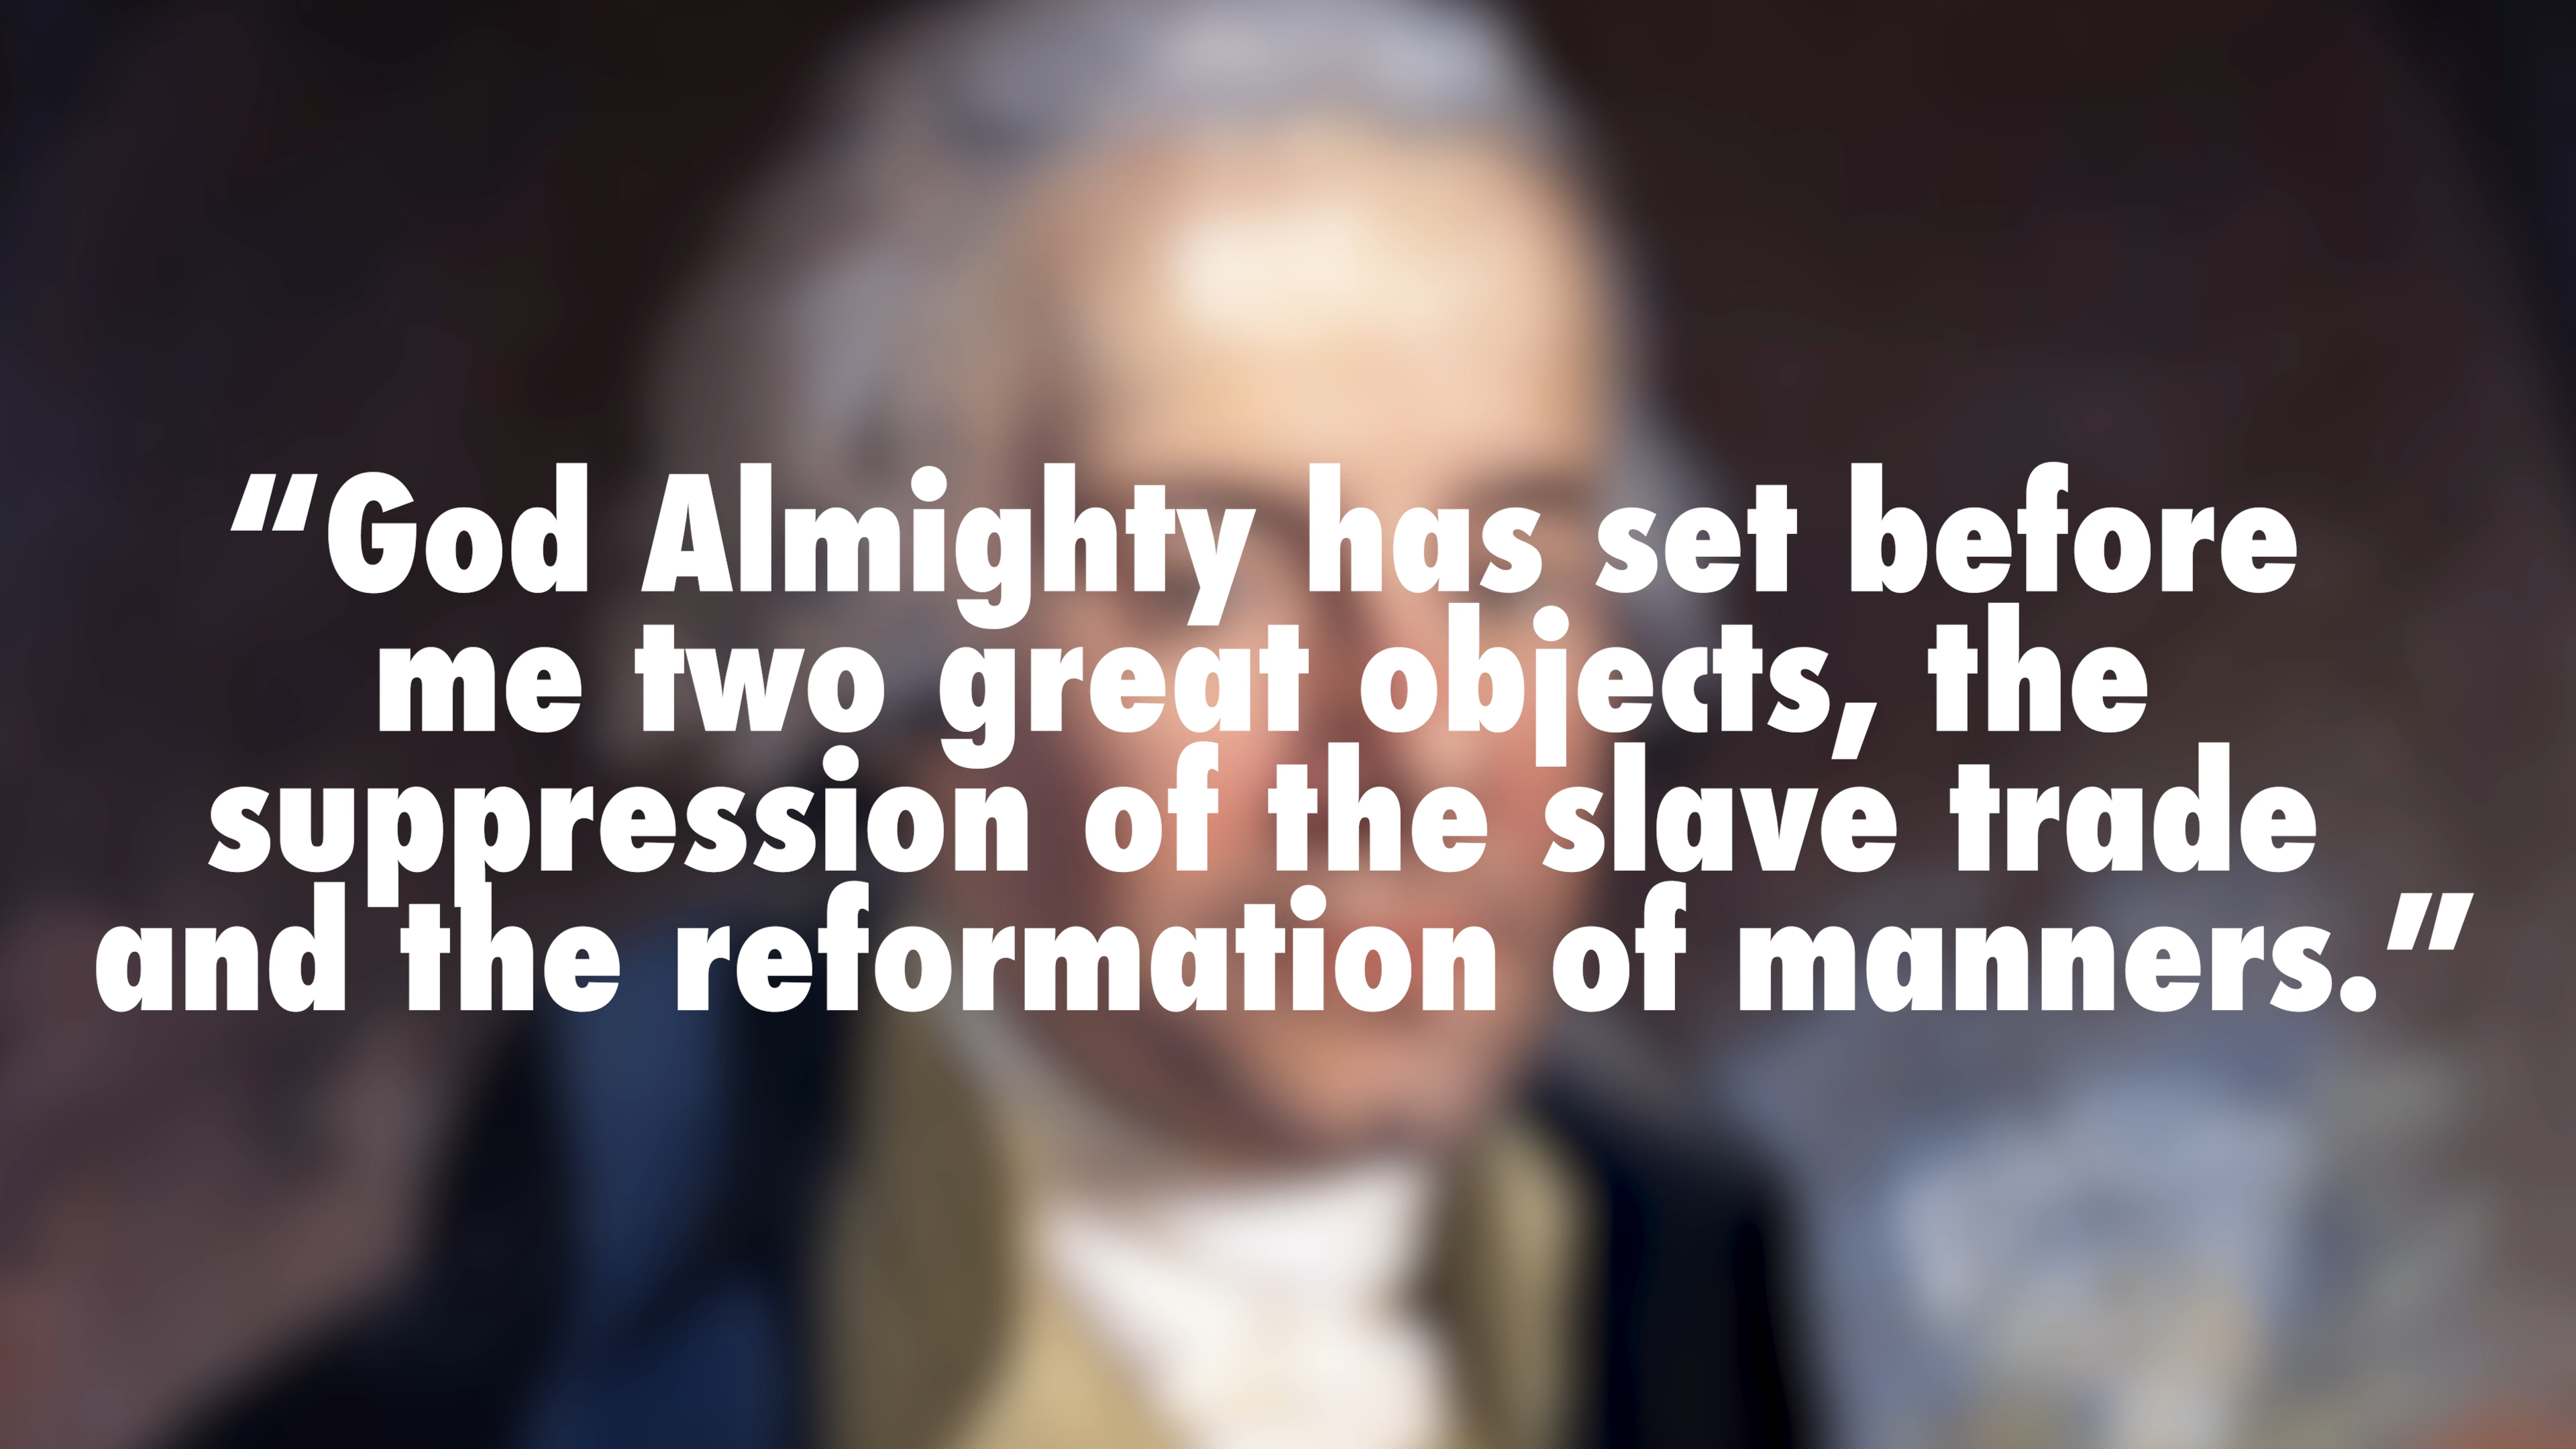 “God Almighty has set before
me two great objects, the
suppression of the slave trade
and the reformation of manners.”